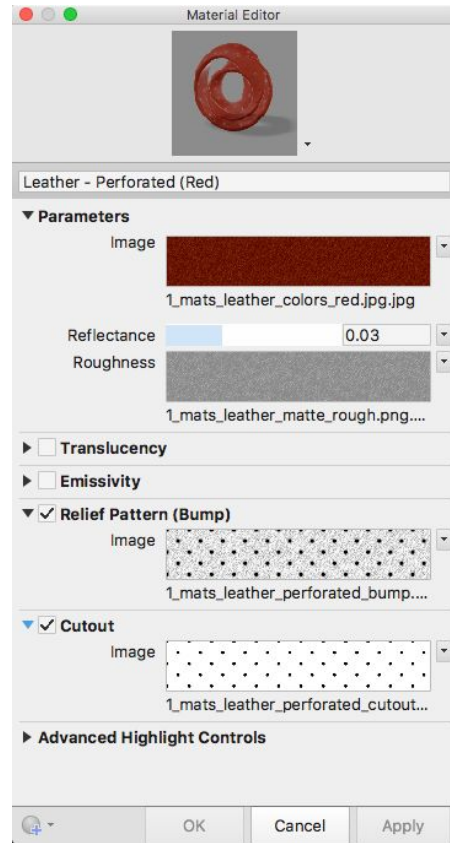 Material Editor
Leather - Perforated (Red)
Parameters
Image
1_mats_leather_colors_red.jpg.jpg
Reflectance 0.03
Roughness
1_mats_leather_matte_rough.png....
Translucency
Emissivity
Relief Pattern (Bump)
Image
1_mats_leather_perforated_bump....
Cutout
Image
1_mats_leather_perforated_cutout...
Advanced Highlight Controls
OK Cancel Apply